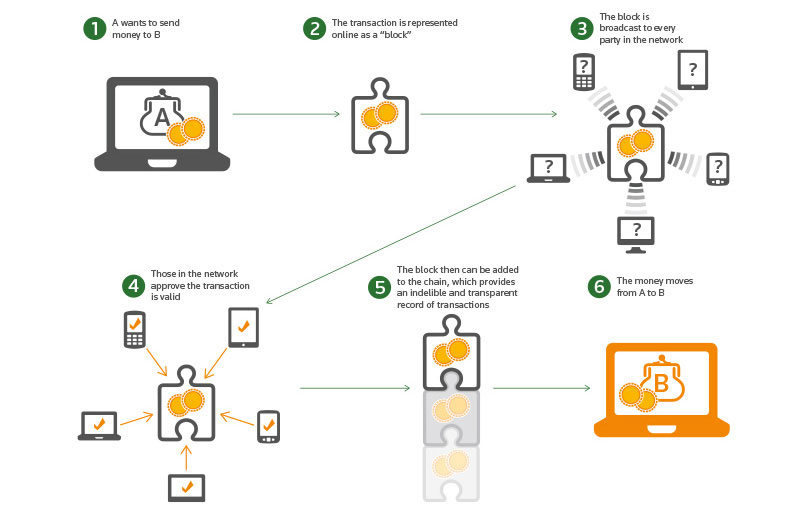 1
A wants to send
money to B
2
The transaction is represented
online as a “block”
3
The block is
broadcast to every
party in the network
A
?
?
?
?
?
4
Those in the network
approve the transaction
is valid
5
The block then can be added
to the chain, which provides
an indelible and transparent
record of transactions
6
The money moves
from A to B
B